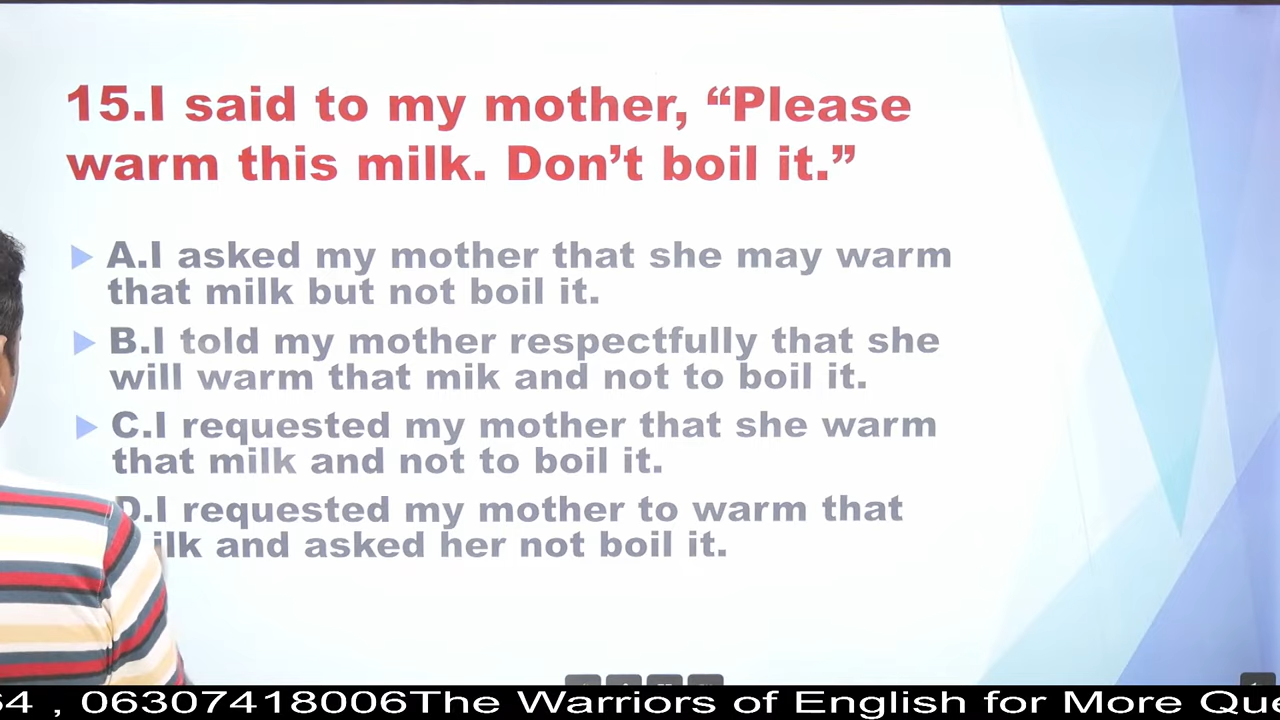 15.I said to my mother, “Please
warm this milk. Don’t boil it.”
A.I asked my mother that she may warm
that milk but not boil it.
B.I told my mother respectfully that she
will warm that mik and not to boil it.
C.I requested my mother that she warm
that milk and not to boil it.
D.I requested my mother to warm that
ilk and asked her not boil it.
64 , 06307418006The Warriors of English for More Que